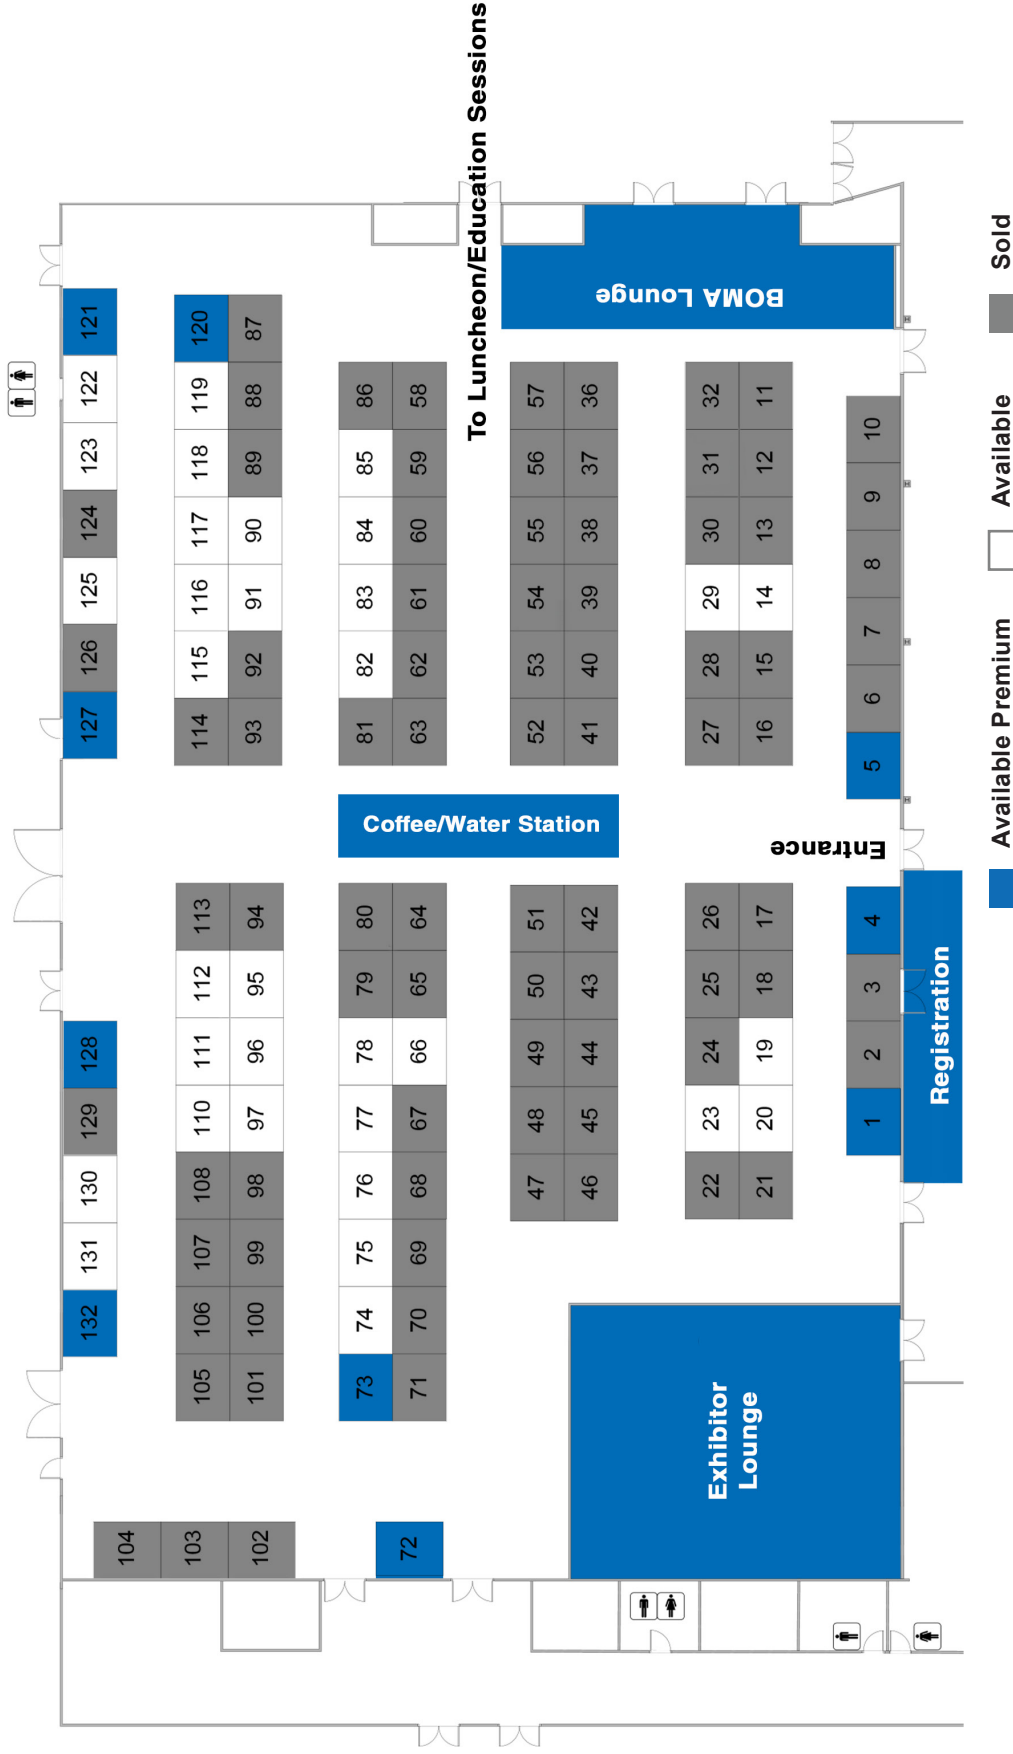 132 131 130 129 128 127 126 125 124 123 122 121
104
103
102
105 106 107 108 110 111 112 113 114 115 116 117 118 119 120
101 100 99 98 97 96 95 94 93 92 91 90 89 88 87
73 74 75 76 77 78 79 80 81 82 83 84 85 86
72
71 70 69 68 67 66 65 64 63 62 61 60 59 58
Coffee/Water Station
To Luncheon/Education Sessions
47 48 49 50 51 52 53 54 55 56 57
46 45 44 43 42 41 40 39 38 37 36
BOMA Lounge
22 23 24 25 26 27 28 29 30 31 32
21 20 19 18 17 16 15 14 13 12 11
Exhibitor
Lounge
Entrance
1 2 3 4 5 6 7 8 9 10
Registration
Available Premium
Available
Sold